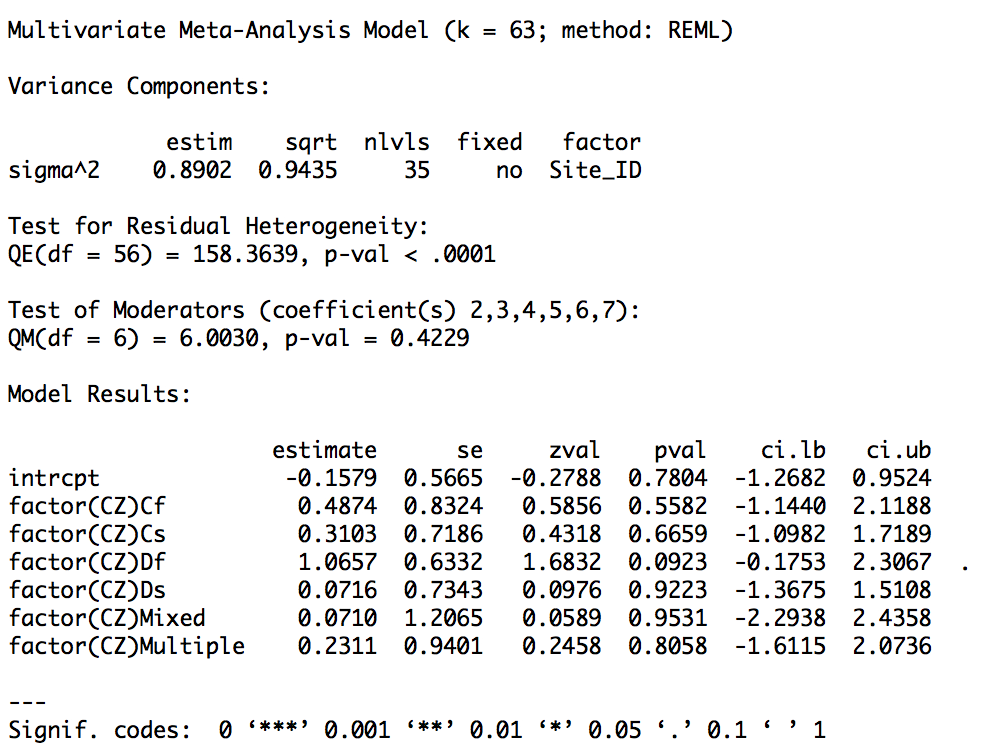 Multivariate Meta-Analysis Model (k = 63; method: REML)
Variance Components:
estim sqrt nlvls fixed factor
sigma^2 0.8902 0.9435 35 no Site_ID
Test for Residual Heterogeneity:
QE(df = 56) = 158.3639, p-val < .0001
Test of Moderators (coefficient(s) 2,3,4,5,6,7):
QM(df = 6) = 6.0030, p-val = 0.4229
Model Results:
estimate se zval pval ci.lb ci.ub
intrcpt -0.1579 0.5665 -0.2788 0.7804 -1.2682 0.9524
factor(CZ)Cf 0.4874 0.8324 0.5856 0.5582 -1.1440 2.1188
factor(CZ)Cs 0.3103 0.7186 0.4318 0.6659 -1.0982 1.7189
factor(CZ)Df 1.0657 0.6332 1.6832 0.0923 -0.1753 2.3067 .
factor(CZ)Ds 0.0716 0.7343 0.0976 0.9223 -1.3675 1.5108
factor(CZ)Mixed 0.0710 1.2065 0.0589 0.9531 -2.2938 2.4358
factor(CZ)Multiple 0.2311 0.9401 0.2458 0.8058 -1.6115 2.0736
---
Signif. codes: 0 ‘***’ 0.001 ‘**’ 0.01 ‘*’ 0.05 ‘.’ 0.1 ‘ ’ 1